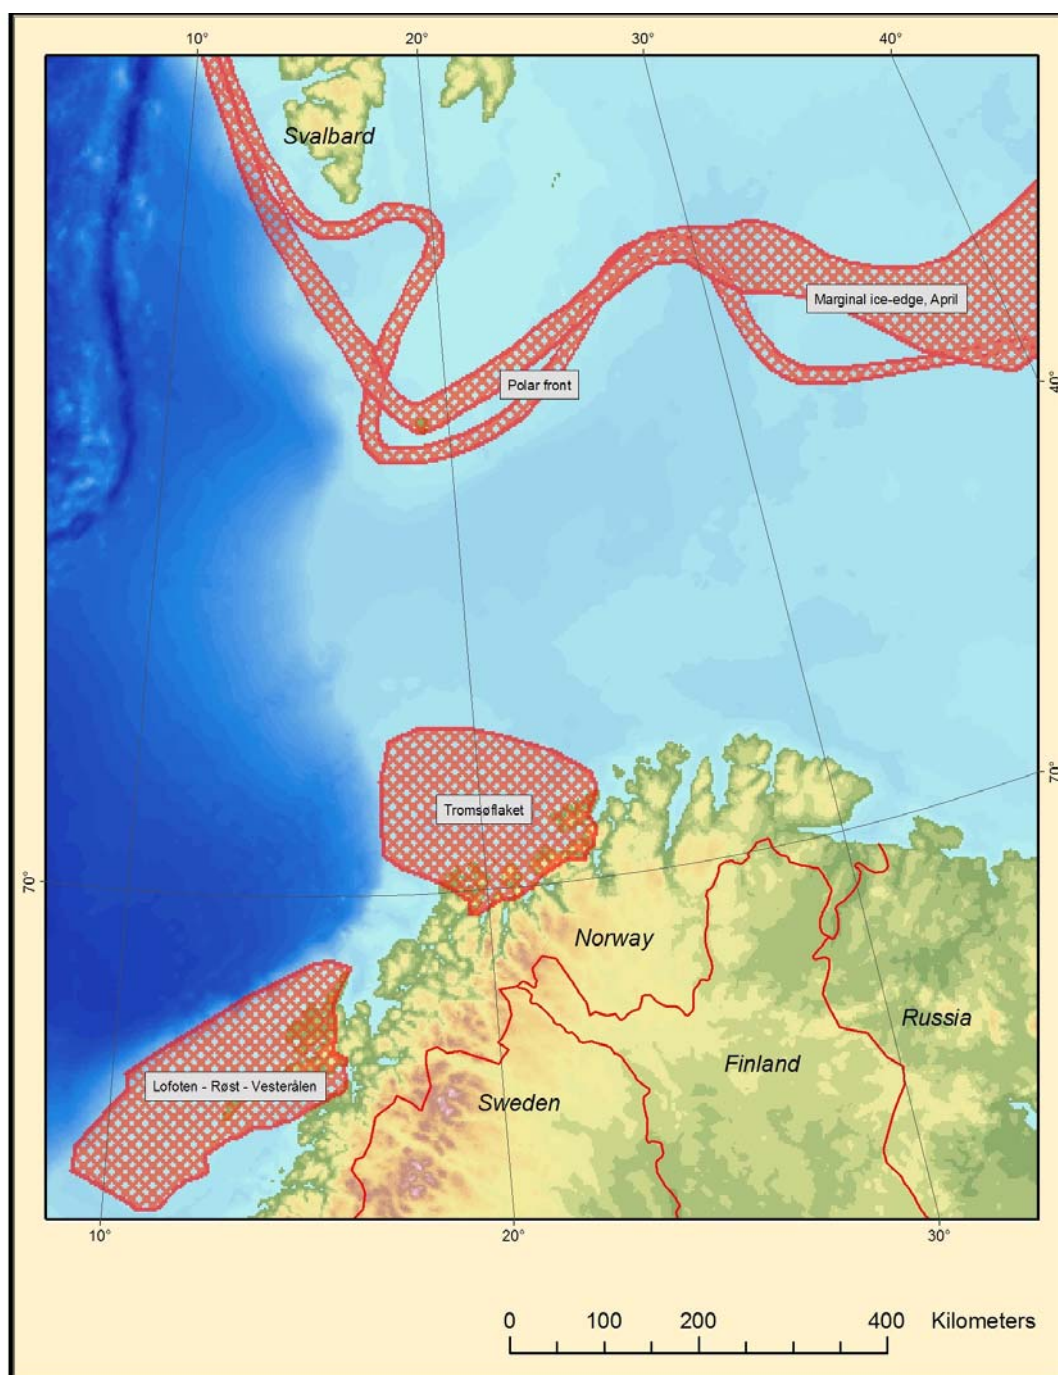 10°
20°
30°
40°
Svalbard
Marginal ice-edge, April
Polar front
40°
70°
Tromsøflaket
70°
Norway
Russia
Finland
Lofoten - Røst - Vesterålen
Sweden
10°
20°
30°
0 100 200 400 Kilometers